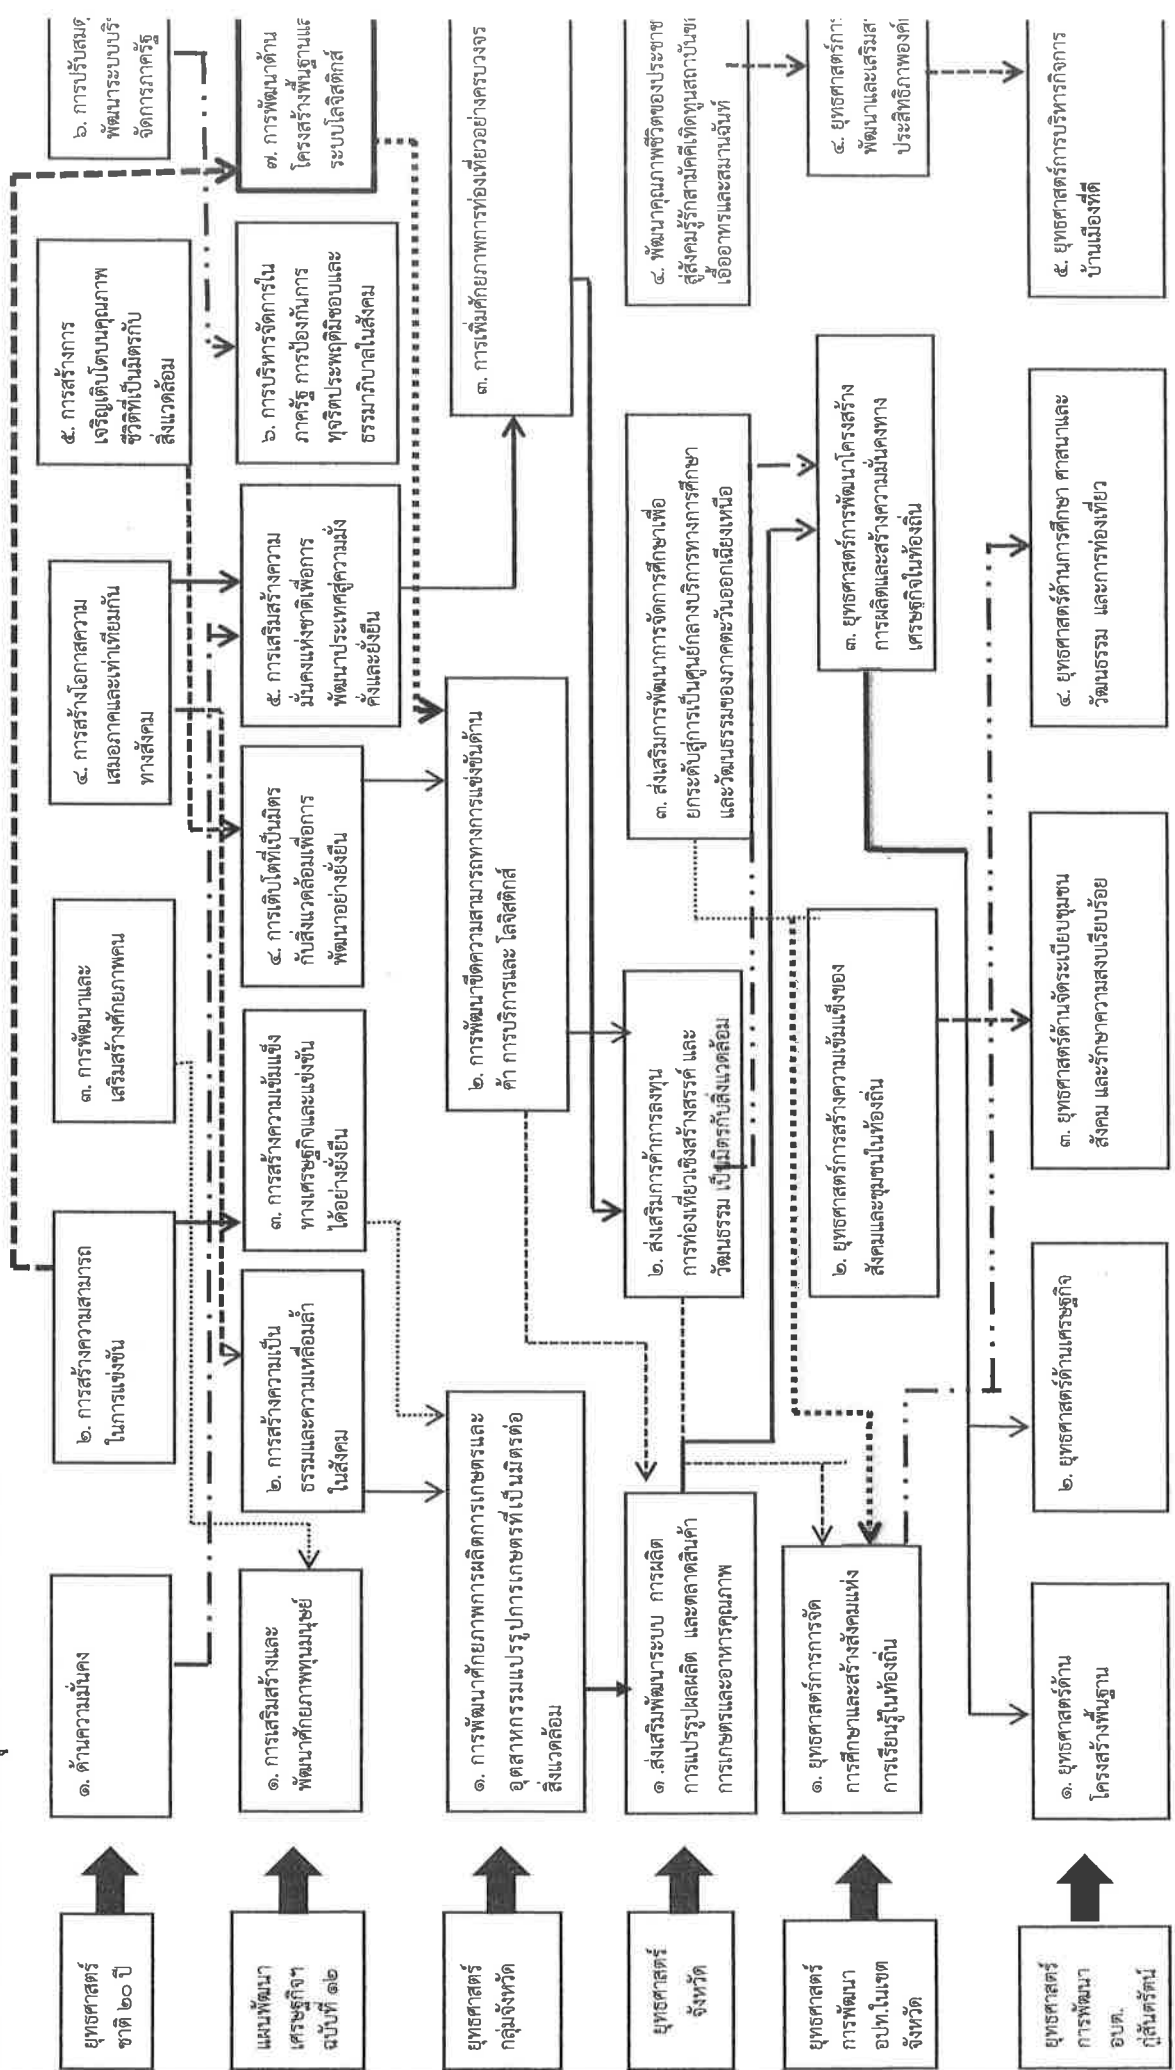 ยุทธศาสตร์
ชาติ ๒๐ ปี
๑. ด้านความมั่นคง
๒. การสร้างความสามารถ
ในการแข่งขัน
๓. การพัฒนาและ
เสริมสร้างศักยภาพคน
๔. การสร้างโอกาสความ
เสมอภาคและเท่าเทียมกัน
ทางสังคม
๕. การสร้างการ
เจริญเติบโตบนคุณภาพ
ชีวิตที่เป็นมิตรกับ
สิ่งแวดล้อม
๖. การปรับสมดุ
พัฒนาระบบบริ
จัดการภาครัฐ
แผนพัฒนา
เศรษฐกิจฯ
ฉบับที่ ๑๒
๑. การเสริมสร้างและ
พัฒนาศักยภาพทุนมนุษย์
๒. การสร้างความเป็น
ธรรมและความเหลื่อมล้ำ
ในสังคม
๓. การสร้างความเข้มแข็ง
ทางเศรษฐกิจและแข่งขัน
ได้อย่างยั่งยืน
๔. การเติบโตที่เป็นมิตร
กับสิ่งแวดล้อมเพื่อการ
พัฒนาอย่างยั่งยืน
๕. การเสริมสร้างความ
มั่นคงแห่งชาติเพื่อการ
พัฒนาประเทศสู่ความมั่ง
คั่งและยั่งยืน
๖. การบริหารจัดการใน
ภาครัฐ การป้องกันการ
ทุจริตประพฤติมิชอบและ
ธรรมาภิบาลในสังคม
๗. การพัฒนาด้าน
โครงสร้างพื้นฐานและ
ระบบโลจิสติกส์
ยุทธศาสตร์
กลุ่มจังหวัด
๑. การพัฒนาศักยภาพการผลิตการเกษตรและ
อุตสาหกรรมแปรรูปการเกษตรที่เป็นมิตรต่อ
สิ่งแวดล้อม
๒. การพัฒนาขีดความสามารถทางการแข่งขันด้าน
ค้า การบริการและ โลจิสติกส์
๓. การเพิ่มศักยภาพการท่องเที่ยวอย่างครบวงจร
ยุทธศาสตร์
จังหวัด
๑ .ส่งเสริมพัฒนาระบบ การผลิต
การแปรรูปผลผลิต และตลาดสินค้า
การเกษตรและอาหารคุณภาพ
๒. ส่งเสริมการค้าการลงทุน
การท่องเที่ยวเชิงสร้างสรรค์ และ
วัฒนธรรม เป็นมิตรกับสิ่งแวดล้อม
๓. ส่งเสริมการพัฒนาการจัดการศึกษาเพื่อ
ยกระดับสู่การเป็นศูนย์กลางบริการทางการศึกษา
และวัฒนธรรมของภาคตะวันออกเฉียงเหนือ
๔. พัฒนาคุณภาพชีวิตของประชาช
สู่สังคมรู้รักสามัคคีเทิดทูนสถาบันขอ
เอื้ออาทรและสมานฉันท์
ยุทธศาสตร์
การพัฒนา
อปท.ในเขต
จังหวัด
๑. ยุทธศาสตร์การการจัด
การศึกษาและสร้างสังคมแห่ง
การเรียนรู้ในท้องถิ่น
๒. ยุทธศาสตร์การสร้างความเข้มแข็งของ
สังคมและชุมชนในท้องถิ่น
๓. ยุทธศาสตร์การพัฒนาโครงสร้าง
การผลิตและสร้างความมั่นคงทาง
เศรษฐกิจในท้องถิ่น
๔. ยุทธศาสตร์กา
พัฒนาและเสริมส
ประสิทธิภาพองค์
ยุทธศาสตร์
การพัฒนา
อบต.
กู่สันตรัตน์
๑. ยุทธศาสตร์ด้าน
โครงสร้างพื้นฐาน
๒. ยุทธศาสตร์ด้านเศรษฐกิจ
๓. ยุทธศาสตร์ด้านจัดระเบียบชุมชน
สังคม และรักษาความสงบเรียบร้อย
๔. ยุทธศาสตร์ด้านการศึกษา ศาสนาและ
วัฒนธรรม และการท่องเที่ยว
๕. ยุทธศาสตร์การบริหารกิจการ
บ้านเมืองที่ดี